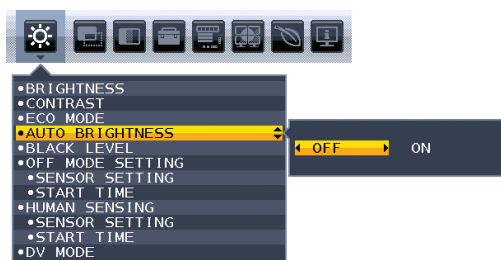 •BRIGHTNESS
•CONTRAST
•ECO MODE
•AUTO BRIGHTNESS
OFF ON
•BLACK LEVEL
•OFF MODE SETTING
•SENSOR SETTING
•START TIME
•HUMAN SENSING
•SENSOR SETTING
•START TIME
•DV MODE